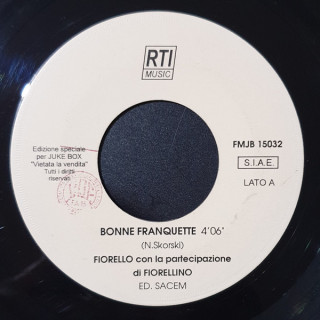 RTI
MUSIC
Edizione speciale
per JUKE BOX
"Vietata la vendita"
Tutti i diritti
riservati
FMJB 15032
S.I.A.E.
LATO A
BONNE FRANQUETTE 4'06"
(N.Skorski)
FIORELLO con la partecipazione
di FIORELLINO
ED. SACEM